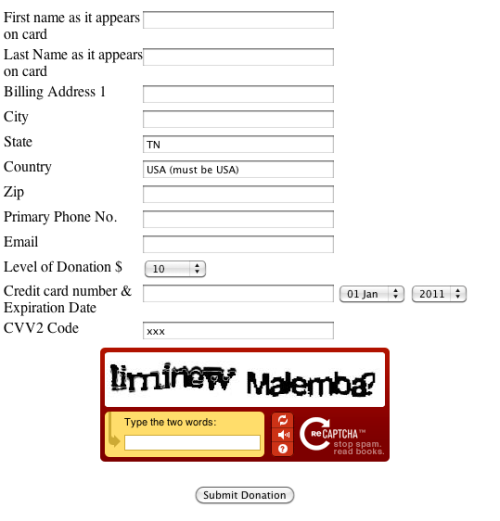 First name as it appears
on card
Last Name as it appears
on card
Billing Address 1
City
State TN
Country USA (must be USA)
Zip
Primary Phone No.
Email
Level of Donation $ 10
Credit card number & 01 Jan 2011
Expiration Date
CVV2 Code xxx
liminew Malemba?
Type the two words:
reCAPTCHA™
stop spam.
read books.
Submit Donation